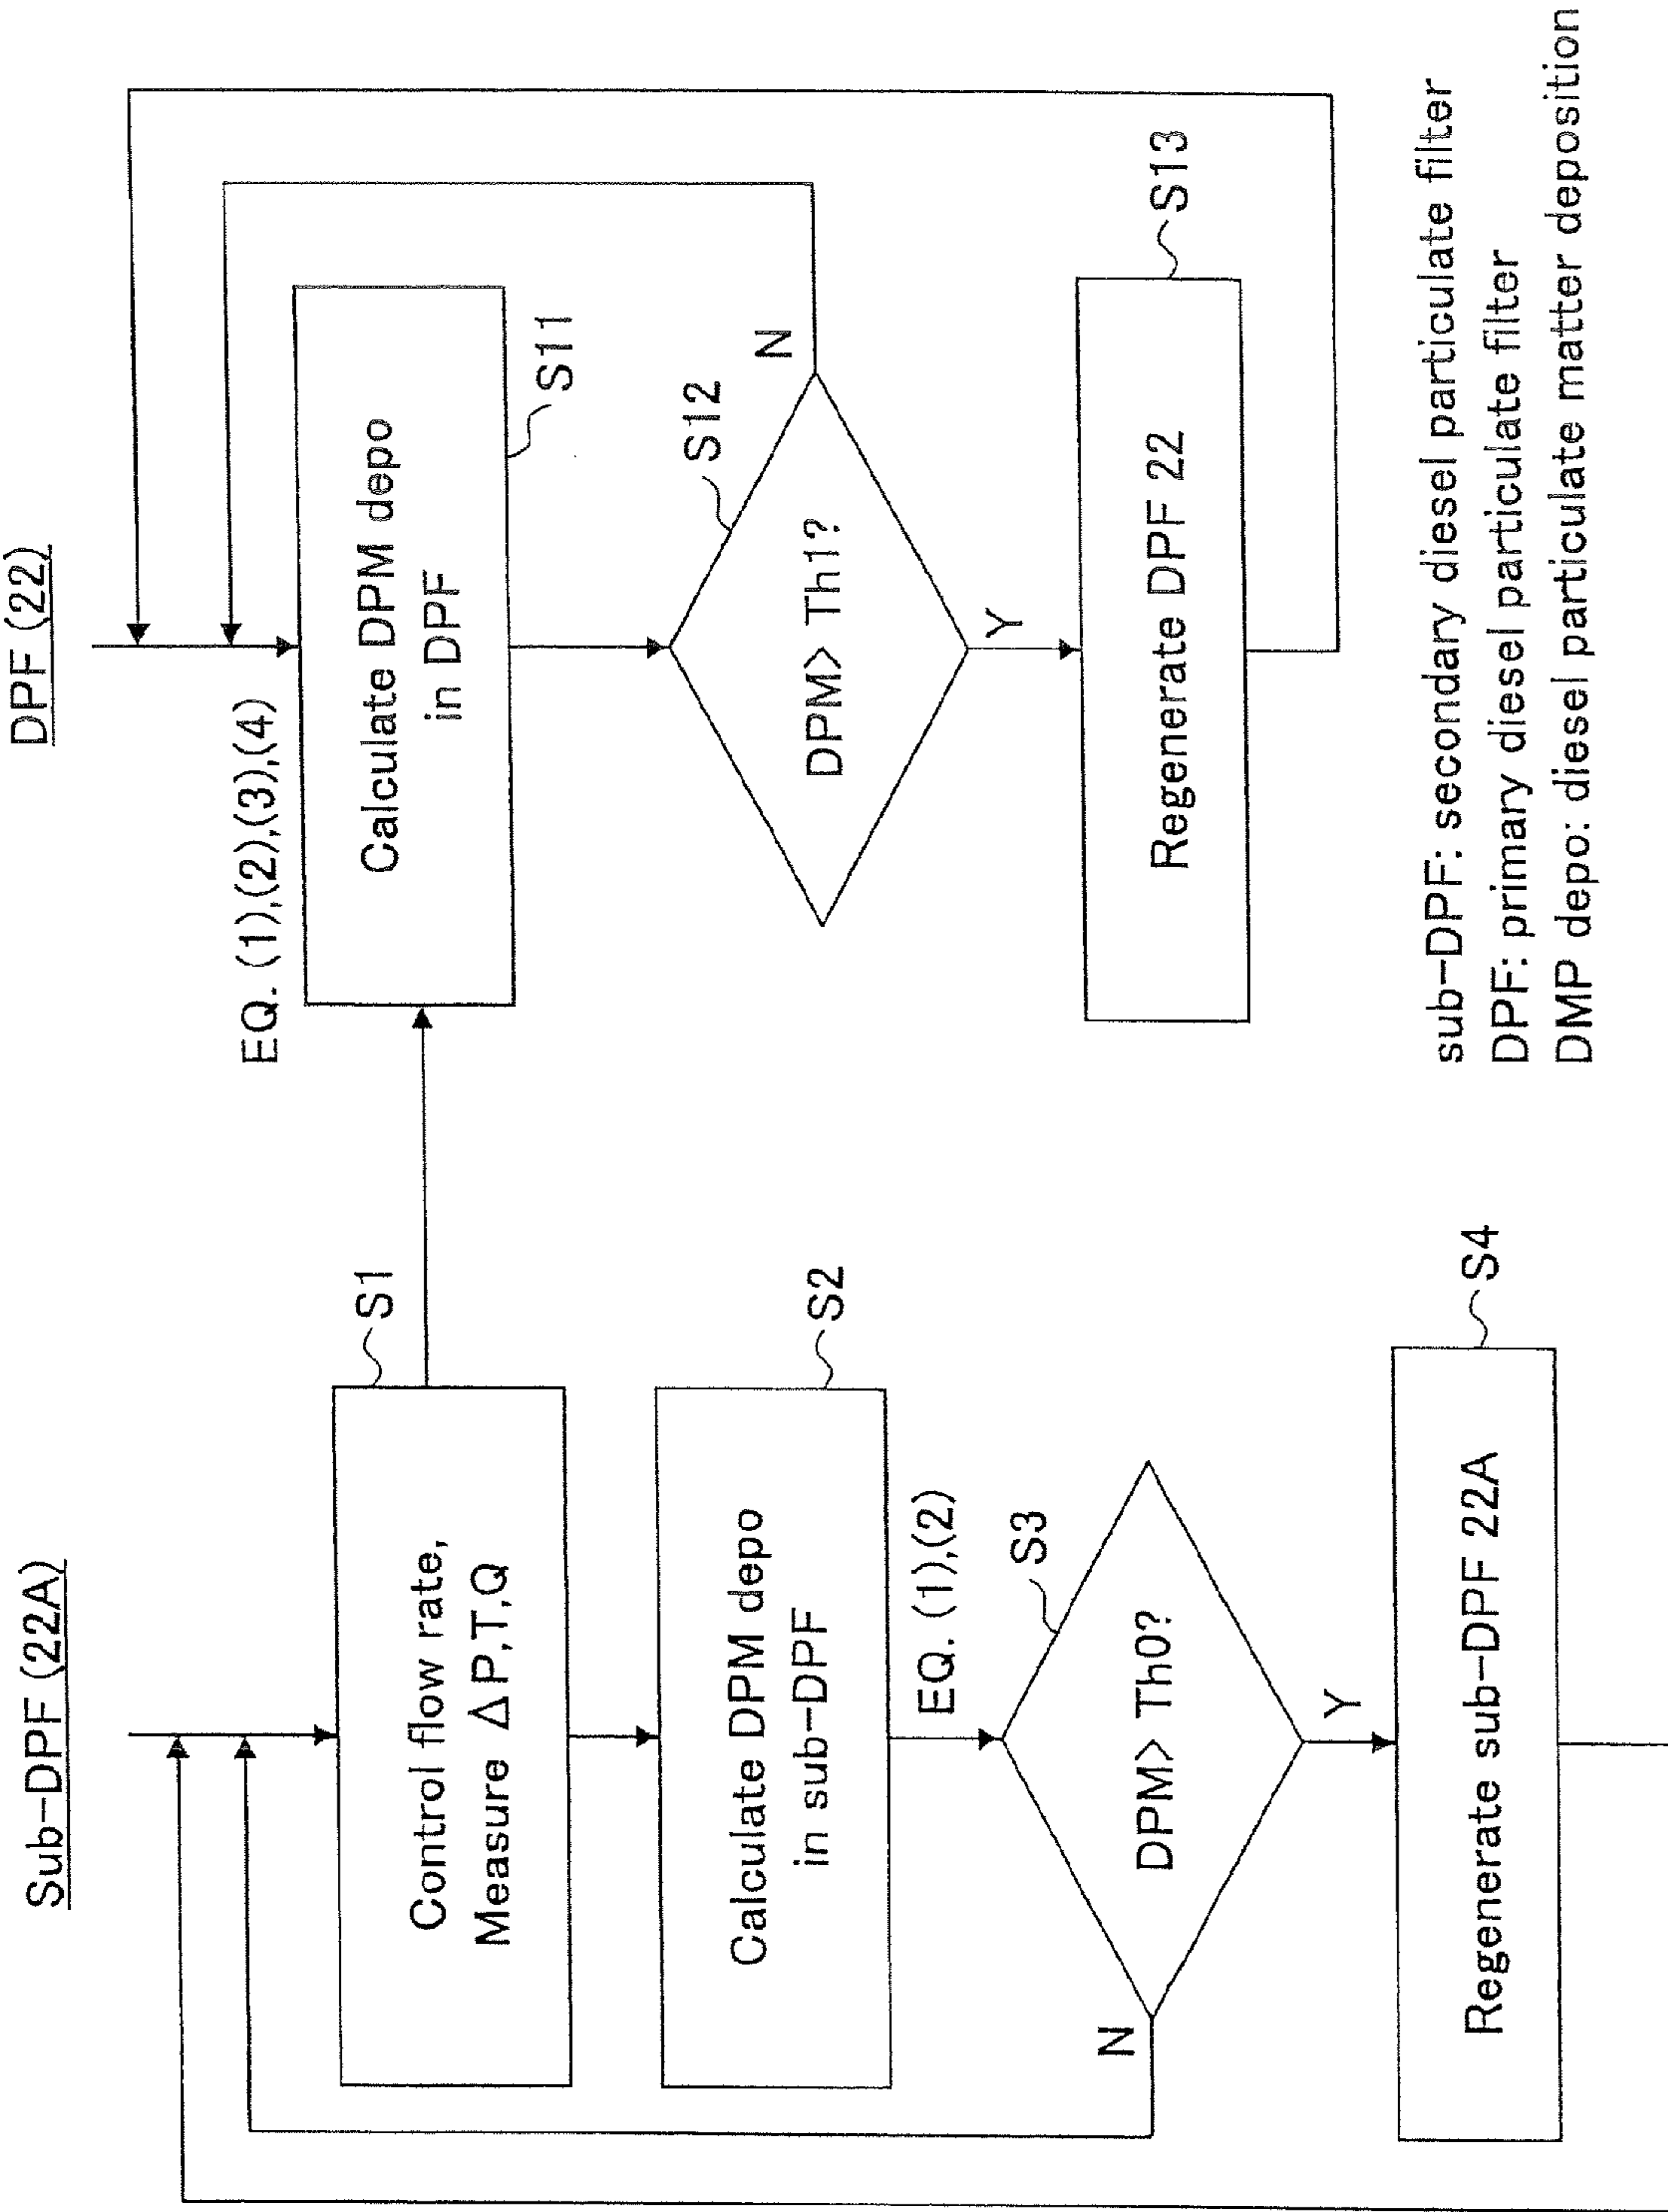 Sub-DPF (22A)
Control flow rate,
Measure ΔP,T,Q
S1
Calculate DPM depo
in sub-DPF
S2
EQ. (1),(2)
DPM> Th0?
S3
N
Y
Regenerate sub-DPF 22A
S4
DPF (22)
EQ. (1),(2),(3),(4)
Calculate DPM depo
in DPF
S11
DPM> Th1?
S12
N
Y
Regenerate DPF 22
S13
sub-DPF: secondary diesel particulate filter
DPF: primary diesel particulate filter
DMP depo: diesel particulate matter deposition